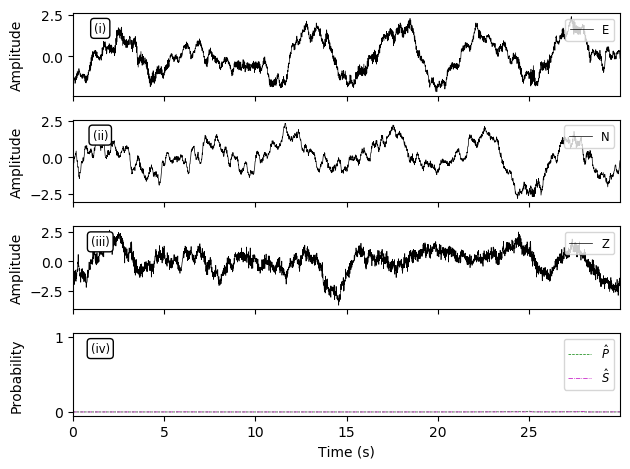 Amplitude
2.5
0.0
(i)
E
Amplitude
2.5
0.0
−2.5
(ii)
N
Amplitude
2.5
0.0
−2.5
(iii)
Z
Probability
1
0
(iv)
P̂
Ŝ
0 5 10 15 20 25
Time (s)